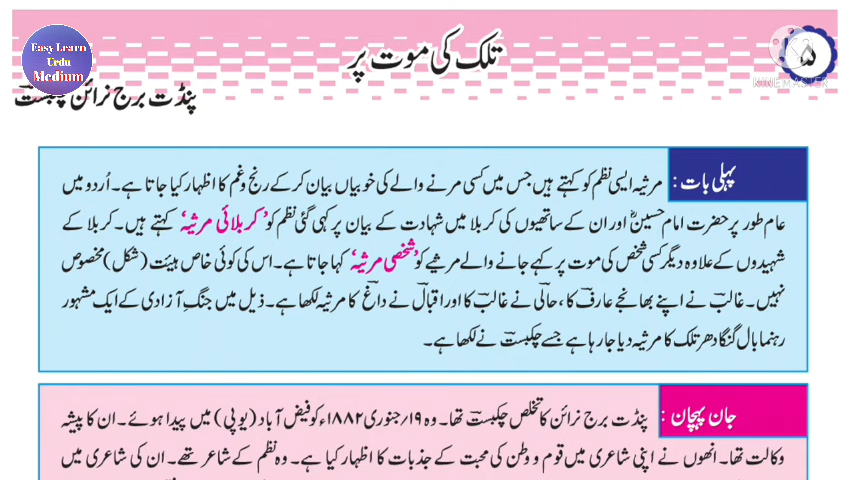 Easy Learn
Urdu
Medium
۵
KINEMASTER
تلک کی موت پر
پنڈت برج نرائن چکبستؔ
پہلی بات : مرثیہ ایسی نظم کو کہتے ہیں جس میں کسی مرنے والے کی خوبیاں بیان کر کے رنج و غم کا اظہار کیا جاتا ہے۔ اُردو میں
عام طور پر حضرت امام حسینؓ اور ان کے ساتھیوں کی کربلا میں شہادت کے بیان پر کہی گئی نظم کو ’کربلائی مرثیہ‘ کہتے ہیں۔ کربلا کے
شہیدوں کے علاوہ دیگر کسی شخص کی موت پر کہے جانے والے مرثیے کو ’شخصی مرثیہ‘ کہا جاتا ہے۔ اس کی کوئی خاص ہیئت (شکل) مخصوص
نہیں۔ غالبؔ نے اپنے بھانجے عارفؔ کا، حالیؔ نے غالبؔ کا اور اقبالؔ نے داغؔ کا مرثیہ لکھا ہے۔ ذیل میں جنگِ آزادی کے ایک مشہور
رہنما بال گنگا دھر تلک کا مرثیہ دیا جا رہا ہے جسے چکبستؔ نے لکھا ہے۔
جان پہچان : پنڈت برج نرائن کا تخلص چکبستؔ تھا۔ وہ ۱۹؍ جنوری ۱۸۸۲ء کو فیض آباد (یوپی) میں پیدا ہوئے۔ ان کا پیشہ
وکالت تھا۔ انھوں نے اپنی شاعری میں قوم و وطن کی محبت کے جذبات کا اظہار کیا ہے۔ وہ نظم کے شاعر تھے۔ ان کی شاعری میں